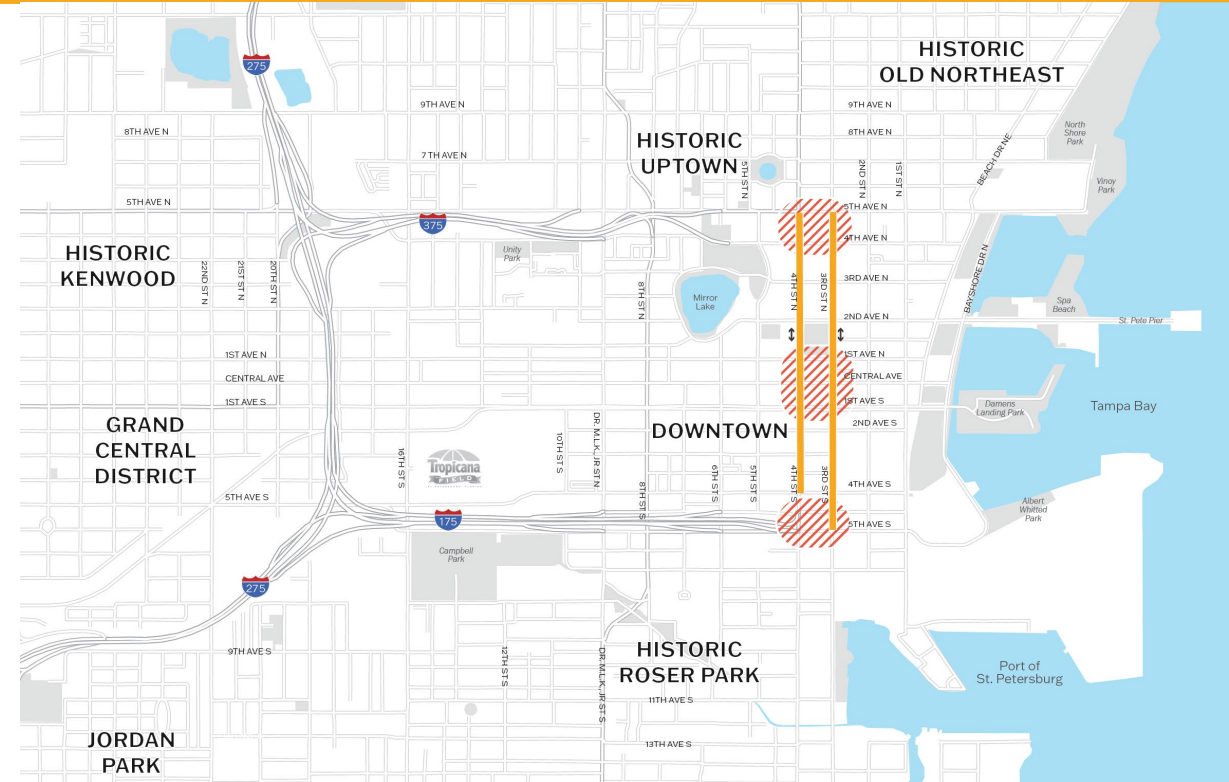 HISTORIC
OLD NORTHEAST
275
9TH AVE N
9TH AVE N
8TH AVE N
8TH AVE N
North
Shore
Park
HISTORIC
UPTOWN
7 TH AVE N
5TH ST N
2ND ST N
1ST ST N
BEACH DR NE
Vinoy
Park
5TH AVE N
5TH AVE N
375
4TH AVE N
HISTORIC
KENWOOD
Unity
Park
22ND ST N
21ST ST N
20TH ST N
8TH ST N
4TH ST N
3RD ST N
3RD AVE N
BAYSHORE DR N
Mirror
Lake
Spa
Beach
2ND AVE N
St. Pete Pier
1ST AVE N
1ST AVE N
CENTRAL AVE
CENTRAL AVE
1ST AVE S
1ST AVE S
Damens
Landing Park
Tampa Bay
GRAND
CENTRAL
DISTRICT
DR. M.L.K. JR ST N
DOWNTOWN
2ND AVE S
16TH ST S
Tropicana
FIELD
10TH ST S
8TH ST S
6TH ST S
5TH ST S
4TH ST S
3RD ST S
4TH AVE S
5TH AVE S
Albert
Whitted
Park
175
5TH AVE S
Campbell
Park
275
9TH AVE S
12TH ST S
DR. M.L.K. JR ST S
HISTORIC
ROSER PARK
Port of
St. Petersburg
11TH AVE S
JORDAN
PARK
13TH AVE S